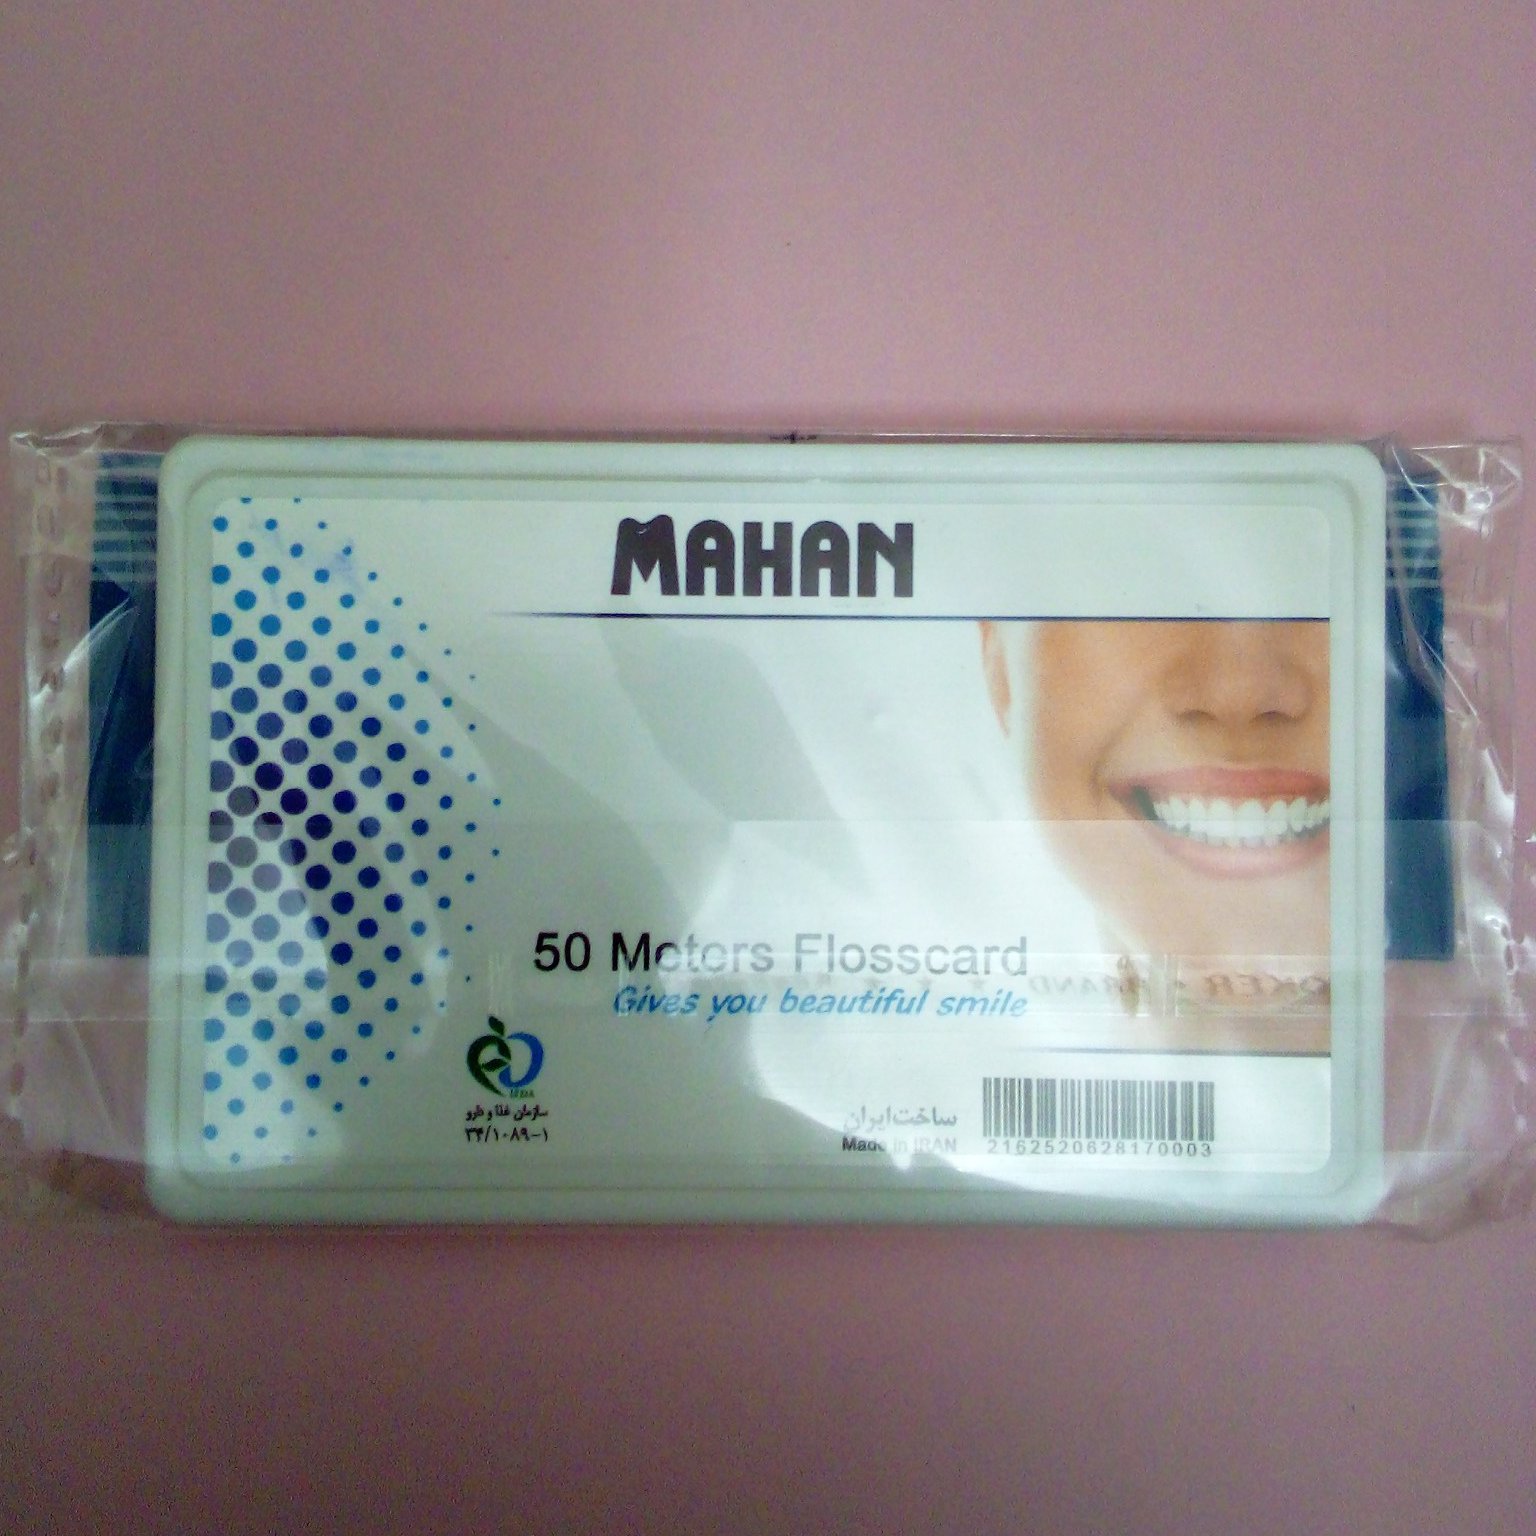 MAHAN
50 Meters Flosscard
Gives you beautiful smile
سازمان غذا و دارو
۳۴/۱۰۸۹-۱
ساخت ایران
Made in IRAN
2162520628170003